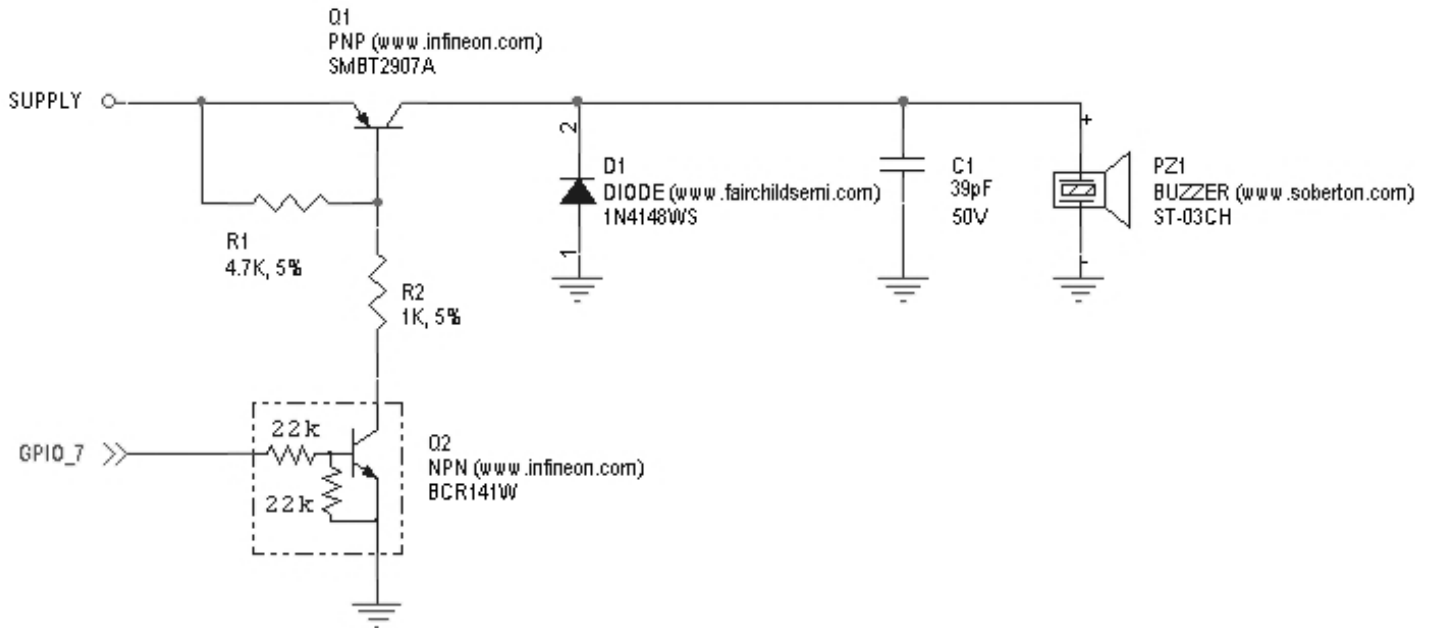 Q1
PNP (www.infineon.com)
SMBT2907A
SUPPLY
2
D1
DIODE (www.fairchildsemi.com)
1N4148WS
1
C1
39pF
50V
+
PZ1
BUZZER (www.soberton.com)
ST-03CH
-
R1
4.7K, 5%
R2
1K, 5%
GPIO_7
22k
22k
Q2
NPN (www.infineon.com)
BCR141W